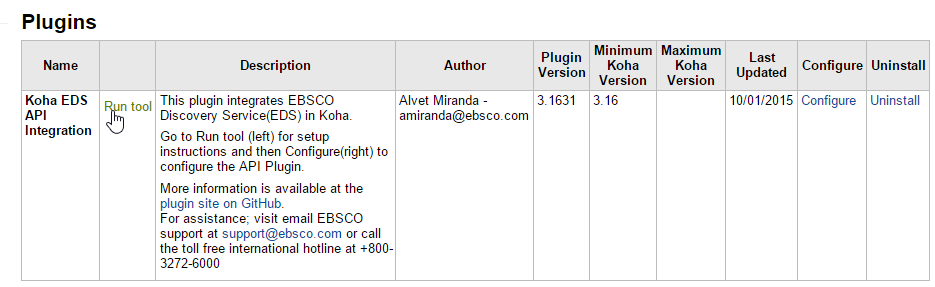 Plugins
Name
Description
Author
Plugin
Version
Minimum
Koha
Version
Maximum
Koha
Version
Last
Updated
Configure
Uninstall
Koha EDS
API
Integration
Run tool
This plugin integrates EBSCO
Discovery Service(EDS) in Koha.
Go to Run tool (left) for setup
instructions and then Configure(right) to
configure the API Plugin.
More information is available at the
plugin site on GitHub.
For assistance; visit email EBSCO
support at support@ebsco.com or call
the toll free international hotline at +800-
3272-6000
Alvet Miranda -
amiranda@ebsco.com
3.1631
3.16
10/01/2015
Configure
Uninstall